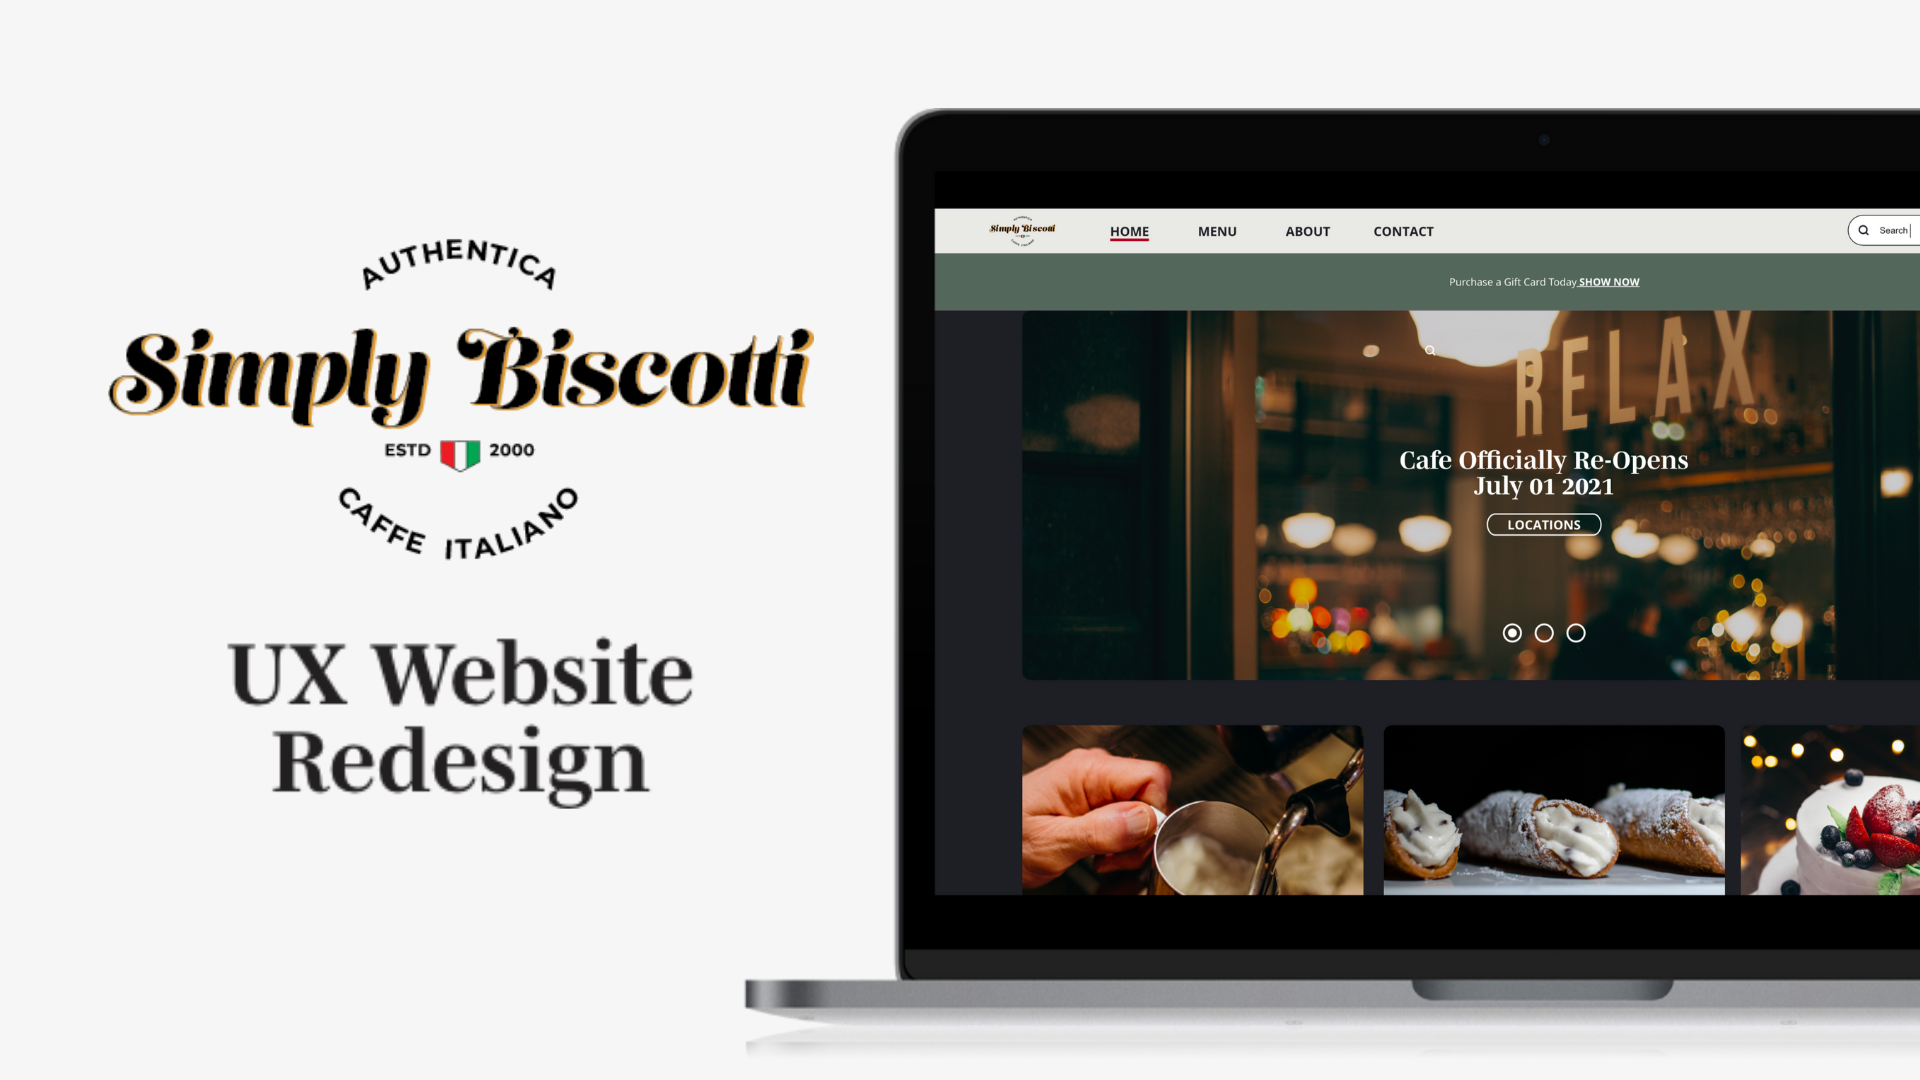 AUTHENTICA
Simply Biscotti
ESTD 2000
CAFFE ITALIANO
UX Website
Redesign
Simply Biscotti
HOME MENU ABOUT CONTACT
Search
Purchase a Gift Card Today SHOW NOW
RELAX
Cafe Officially Re-Opens
July 01 2021
LOCATIONS